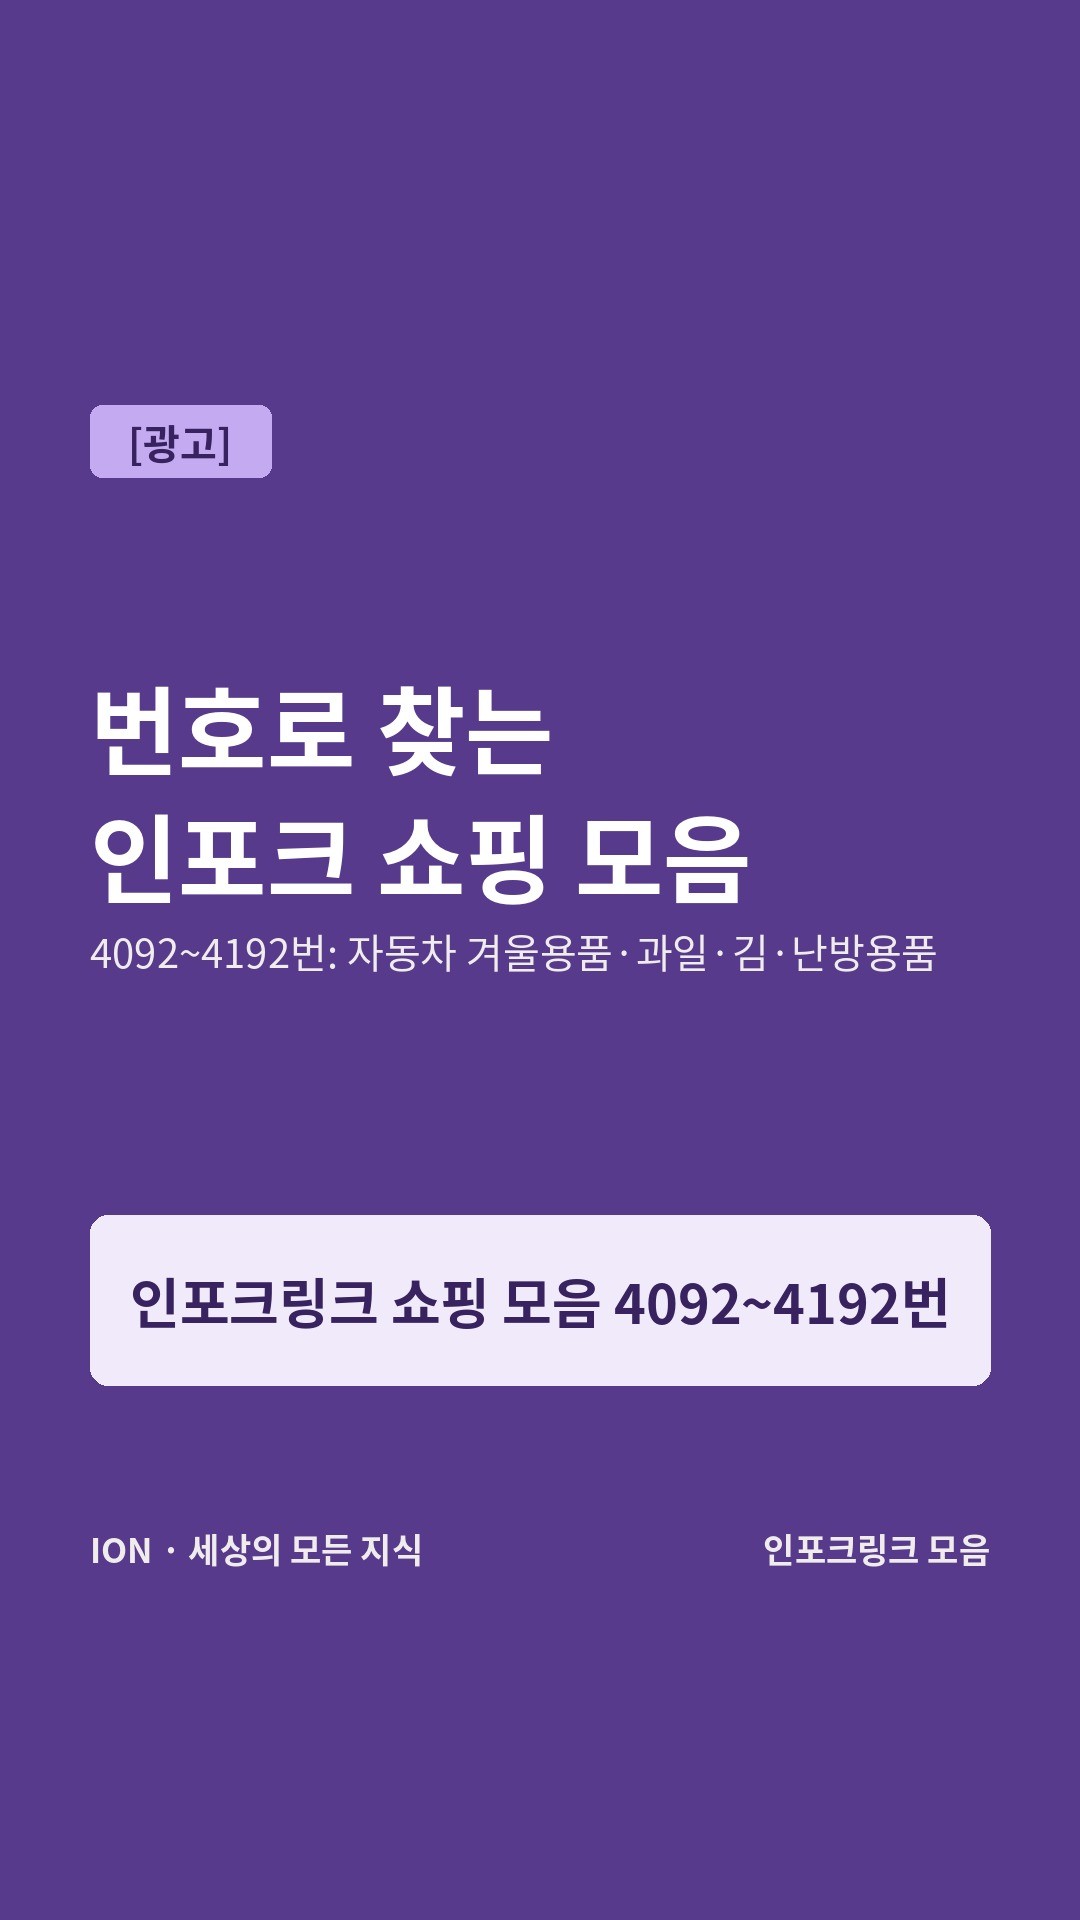 [광고]
번호로 찾는
인포크 쇼핑 모음
4092~4192번: 자동차 겨울용품·과일·김·난방용품
인포크링크 쇼핑 모음 4092~4192번
ION · 세상의 모든 지식
인포크링크 모음